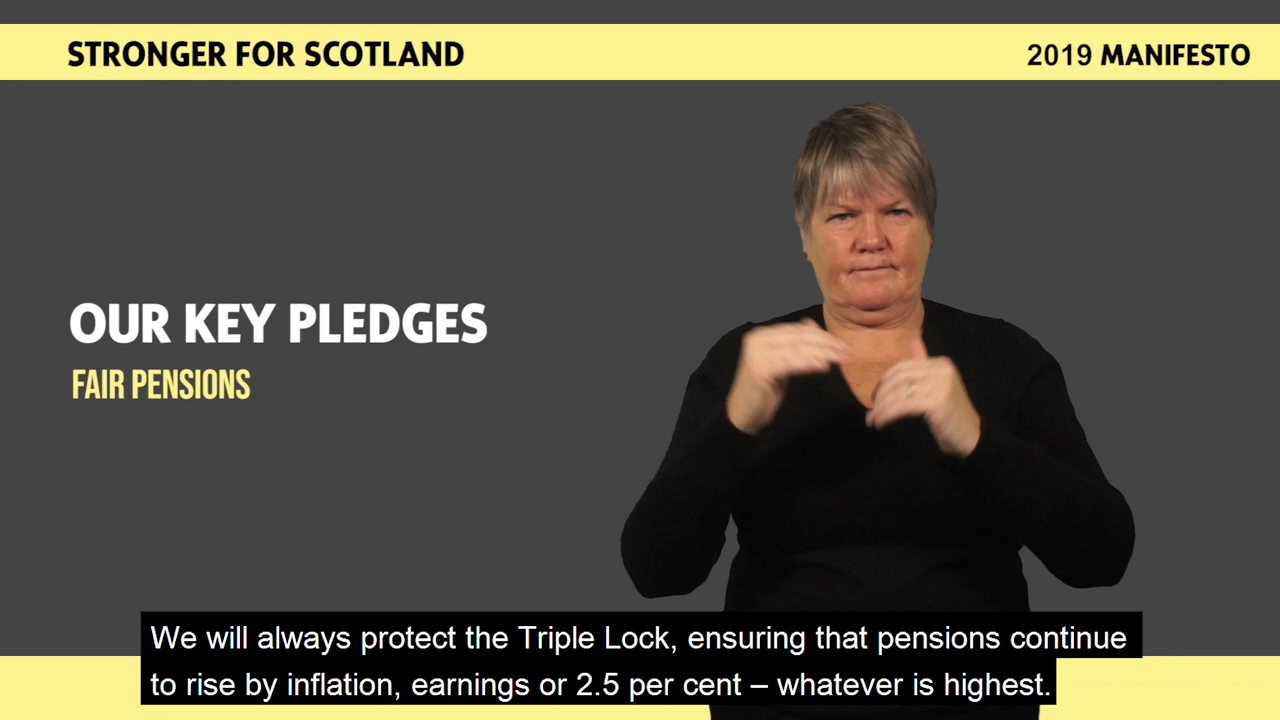 STRONGER FOR SCOTLAND
2019 MANIFESTO
OUR KEY PLEDGES
FAIR PENSIONS
We will always protect the Triple Lock, ensuring that pensions continue
to rise by inflation, earnings or 2.5 per cent – whatever is highest.